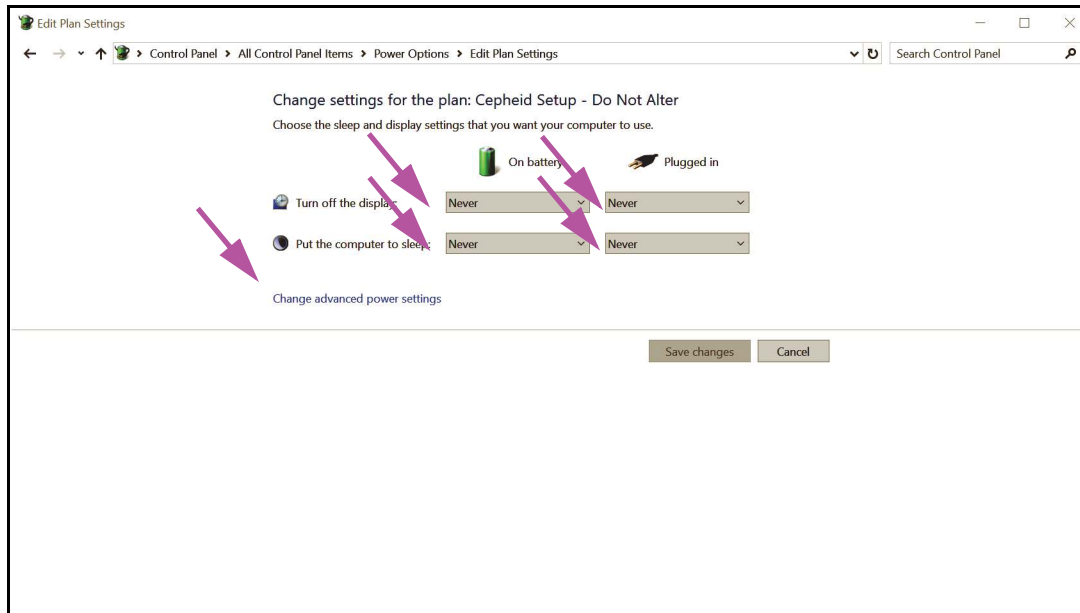 Edit Plan Settings
Control Panel > All Control Panel Items > Power Options > Edit Plan Settings
Search Control Panel
Change settings for the plan: Cepheid Setup - Do Not Alter
Choose the sleep and display settings that you want your computer to use.
On battery Plugged in
Turn off the display: Never Never
Put the computer to sleep: Never Never
Change advanced power settings
Save changes Cancel